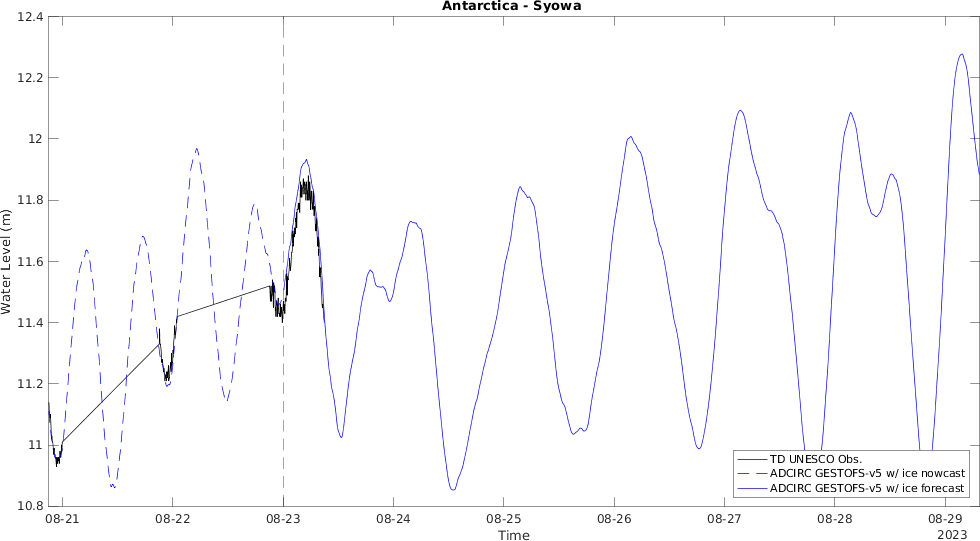 Antarctica - Syowa
12.4
12.2
12
11.8
11.6
11.4
11.2
11
10.8
Water Level (m)
08-21 08-22 08-23 08-24 08-25 08-26 08-27 08-28 08-29
Time
2023
TD UNESCO Obs.
ADCIRC GESTOFS-v5 w/ ice nowcast
ADCIRC GESTOFS-v5 w/ ice forecast